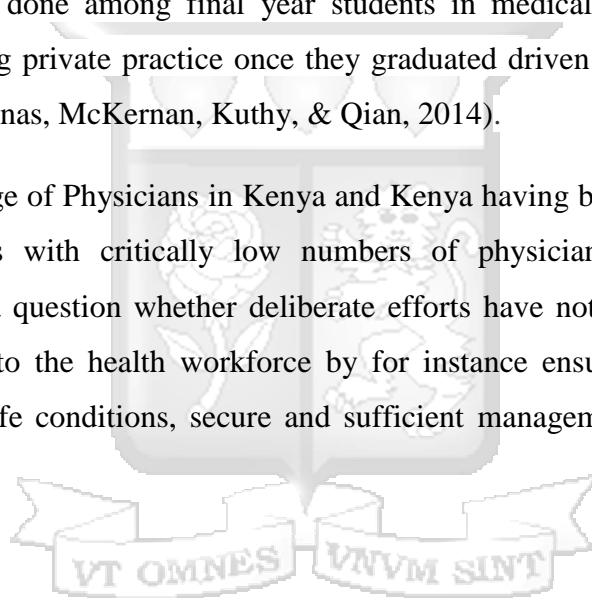 done among final year students in medical
g private practice once they graduated driven
nas, McKernan, Kuthy, & Qian, 2014).
ge of Physicians in Kenya and Kenya having b
s with critically low numbers of physician
question whether deliberate efforts have not
to the health workforce by for instance ensu
fe conditions, secure and sufficient managem
VT OMNES VNVM SINT